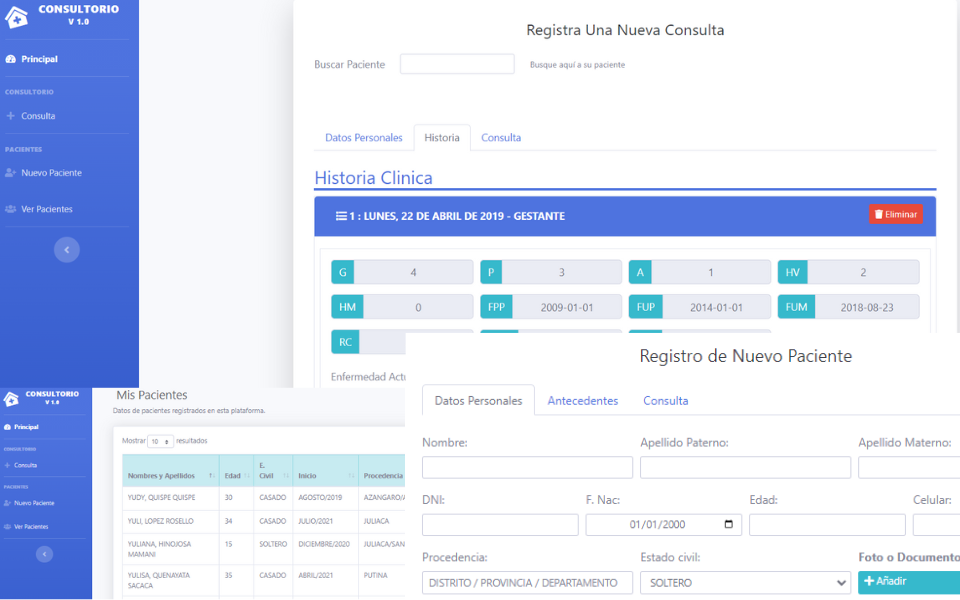 CONSULTORIO
V 1.0
Principal
CONSULTORIO
Consulta
PACIENTES
Nuevo Paciente
Ver Pacientes
Registra Una Nueva Consulta
Buscar Paciente Busque aquí a su paciente
Datos Personales Historia Consulta
Historia Clinica
1 : LUNES, 22 DE ABRIL DE 2019 - GESTANTE Eliminar
G 4 P 3 A 1 HV 2
HM 0 FPP 2009-01-01 FUP 2014-01-01 FUM 2018-08-23
RC
Enfermedad Actu
CONSULTORIO
V 1.0
Principal
CONSULTORIO
Consulta
PACIENTES
Nuevo Paciente
Ver Pacientes
Mis Pacientes
Datos de pacientes registrados en esta plataforma.
Mostrar 10 resultados
Nombres y Apellidos Edad E. Civil Inicio Procedencia
YUDY, QUISPE QUISPE 30 CASADO AGOSTO/2019 AZANGARO/
YULI, LOPEZ ROSELLO 34 CASADO JULIO/2021 JULIACA
YULIANA, HINOJOSA MAMANI 15 SOLTERO DICIEMBRE/2020 JULIACA/SAN
YULISA, QUENAYATA SACACA 35 CASADO ABRIL/2021 PUTINA
Registro de Nuevo Paciente
Datos Personales Antecedentes Consulta
Nombre: Apellido Paterno: Apellido Materno:
DNI: F. Nac: Edad: Celular:
01/01/2000
Procedencia: Estado civil: Foto o Documento
DISTRITO / PROVINCIA / DEPARTAMENTO SOLTERO Añadir